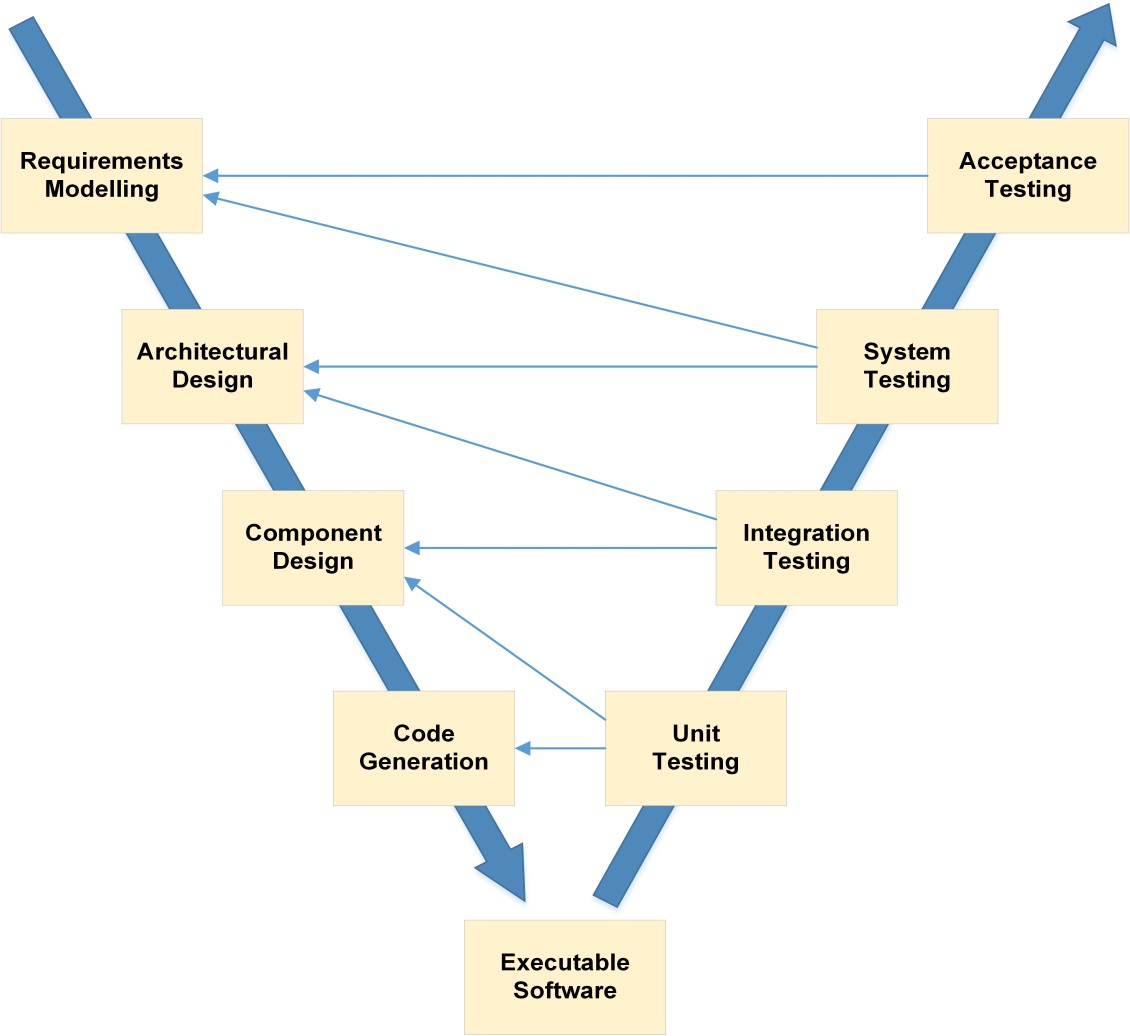 Requirements
Modelling
Acceptance
Testing
Architectural
Design
System
Testing
Component
Design
Integration
Testing
Code
Generation
Unit
Testing
Executable
Software